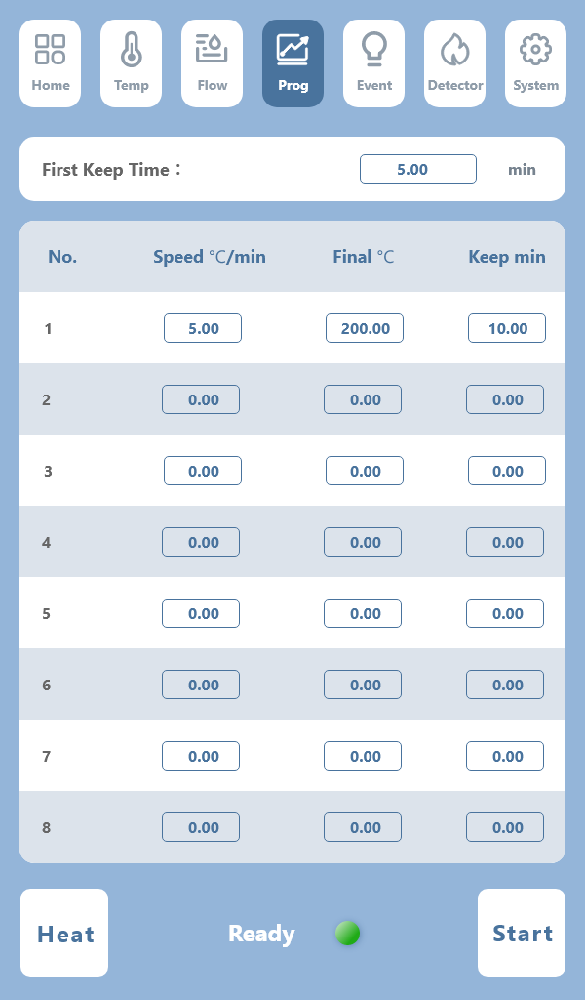 Home Temp Flow Prog Event Detector System
First Keep Time： 5.00 min
No. Speed ℃/min Final ℃ Keep min
1 5.00 200.00 10.00
2 0.00 0.00 0.00
3 0.00 0.00 0.00
4 0.00 0.00 0.00
5 0.00 0.00 0.00
6 0.00 0.00 0.00
7 0.00 0.00 0.00
8 0.00 0.00 0.00
Heat Ready Start